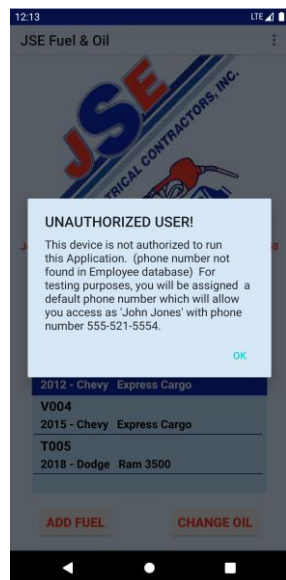 12:13
LTE
JSE Fuel & Oil
JSE
TRICAL CONTRACTORS, INC.
UNAUTHORIZED USER!
This device is not authorized to run
this Application. (phone number not
found in Employee database) For
testing purposes, you will be assigned a
default phone number which will allow
you access as 'John Jones' with phone
number 555-521-5554.
OK
2012 - Chevy Express Cargo
V004
2015 - Chevy Express Cargo
T005
2018 - Dodge Ram 3500
ADD FUEL
CHANGE OIL